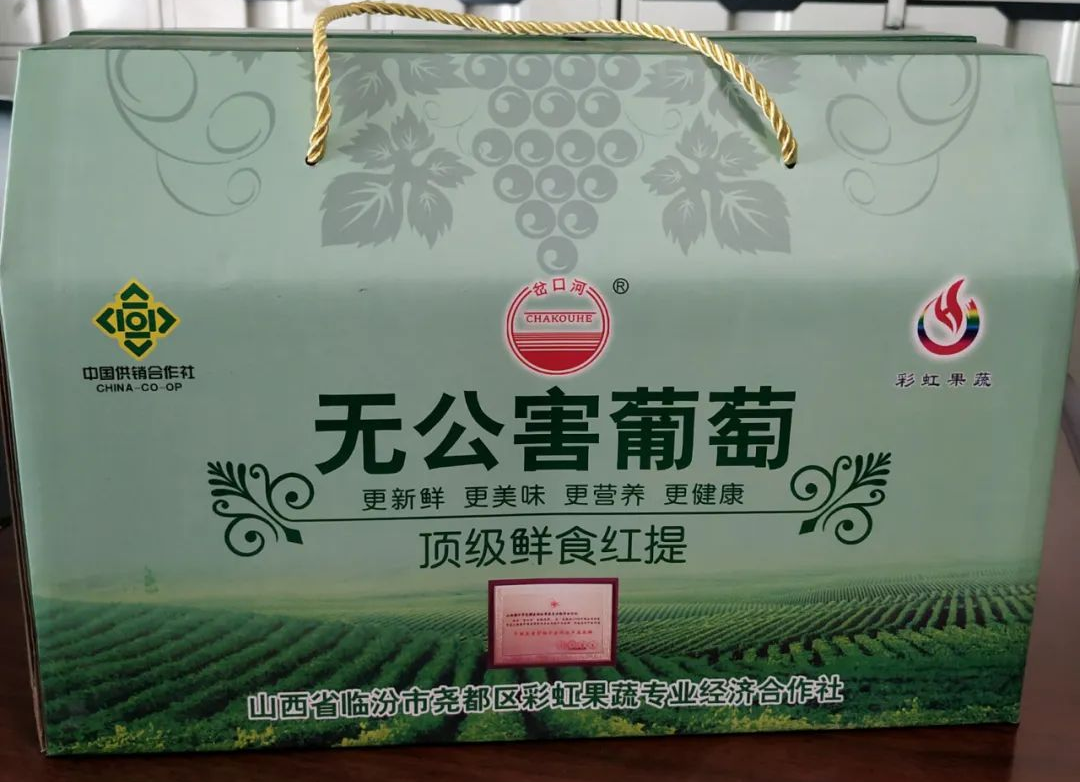 岔口河
®
CHAKOUHE
中国供销合作社
CHINA-CO-OP
彩虹果蔬
无公害葡萄
更新鲜 更美味 更营养 更健康
顶级鲜食红提
山西省临汾市尧都区彩虹果蔬专业经济合作社